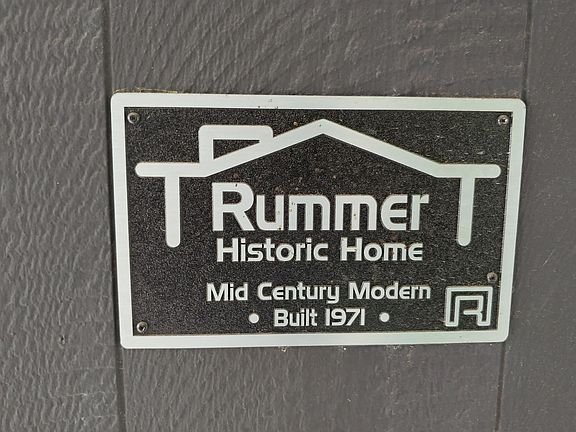 Rummer
Historic Home
Mid Century Modern
• Built 1971 •
R